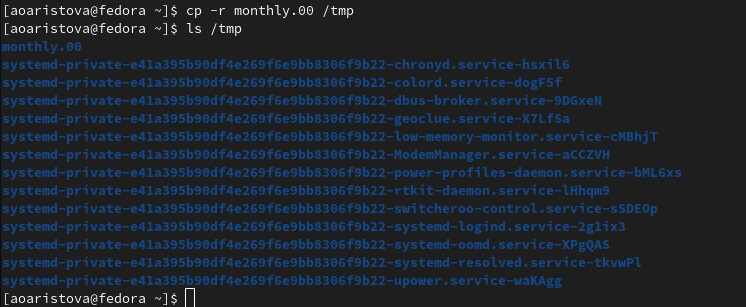 [aoaristova@fedora ~]$ cp -r monthly.00 /tmp
[aoaristova@fedora ~]$ ls /tmp
monthly.00
systemd-private-e41a395b90df4e269f6e9bb8306f9b22-chronyd.service-hsxil6
systemd-private-e41a395b90df4e269f6e9bb8306f9b22-colord.service-dogF5f
systemd-private-e41a395b90df4e269f6e9bb8306f9b22-dbus-broker.service-9DGxeN
systemd-private-e41a395b90df4e269f6e9bb8306f9b22-geoclue.service-X7LfSa
systemd-private-e41a395b90df4e269f6e9bb8306f9b22-low-memory-monitor.service-cMBhjT
systemd-private-e41a395b90df4e269f6e9bb8306f9b22-ModemManager.service-aCCZVH
systemd-private-e41a395b90df4e269f6e9bb8306f9b22-power-profiles-daemon.service-bML6xs
systemd-private-e41a395b90df4e269f6e9bb8306f9b22-rtkit-daemon.service-lHhqm9
systemd-private-e41a395b90df4e269f6e9bb8306f9b22-switcheroo-control.service-sSDEOp
systemd-private-e41a395b90df4e269f6e9bb8306f9b22-systemd-logind.service-2g1ix3
systemd-private-e41a395b90df4e269f6e9bb8306f9b22-systemd-oomd.service-XPgQAS
systemd-private-e41a395b90df4e269f6e9bb8306f9b22-systemd-resolved.service-tkvwPl
systemd-private-e41a395b90df4e269f6e9bb8306f9b22-upower.service-waKAgg
[aoaristova@fedora ~]$